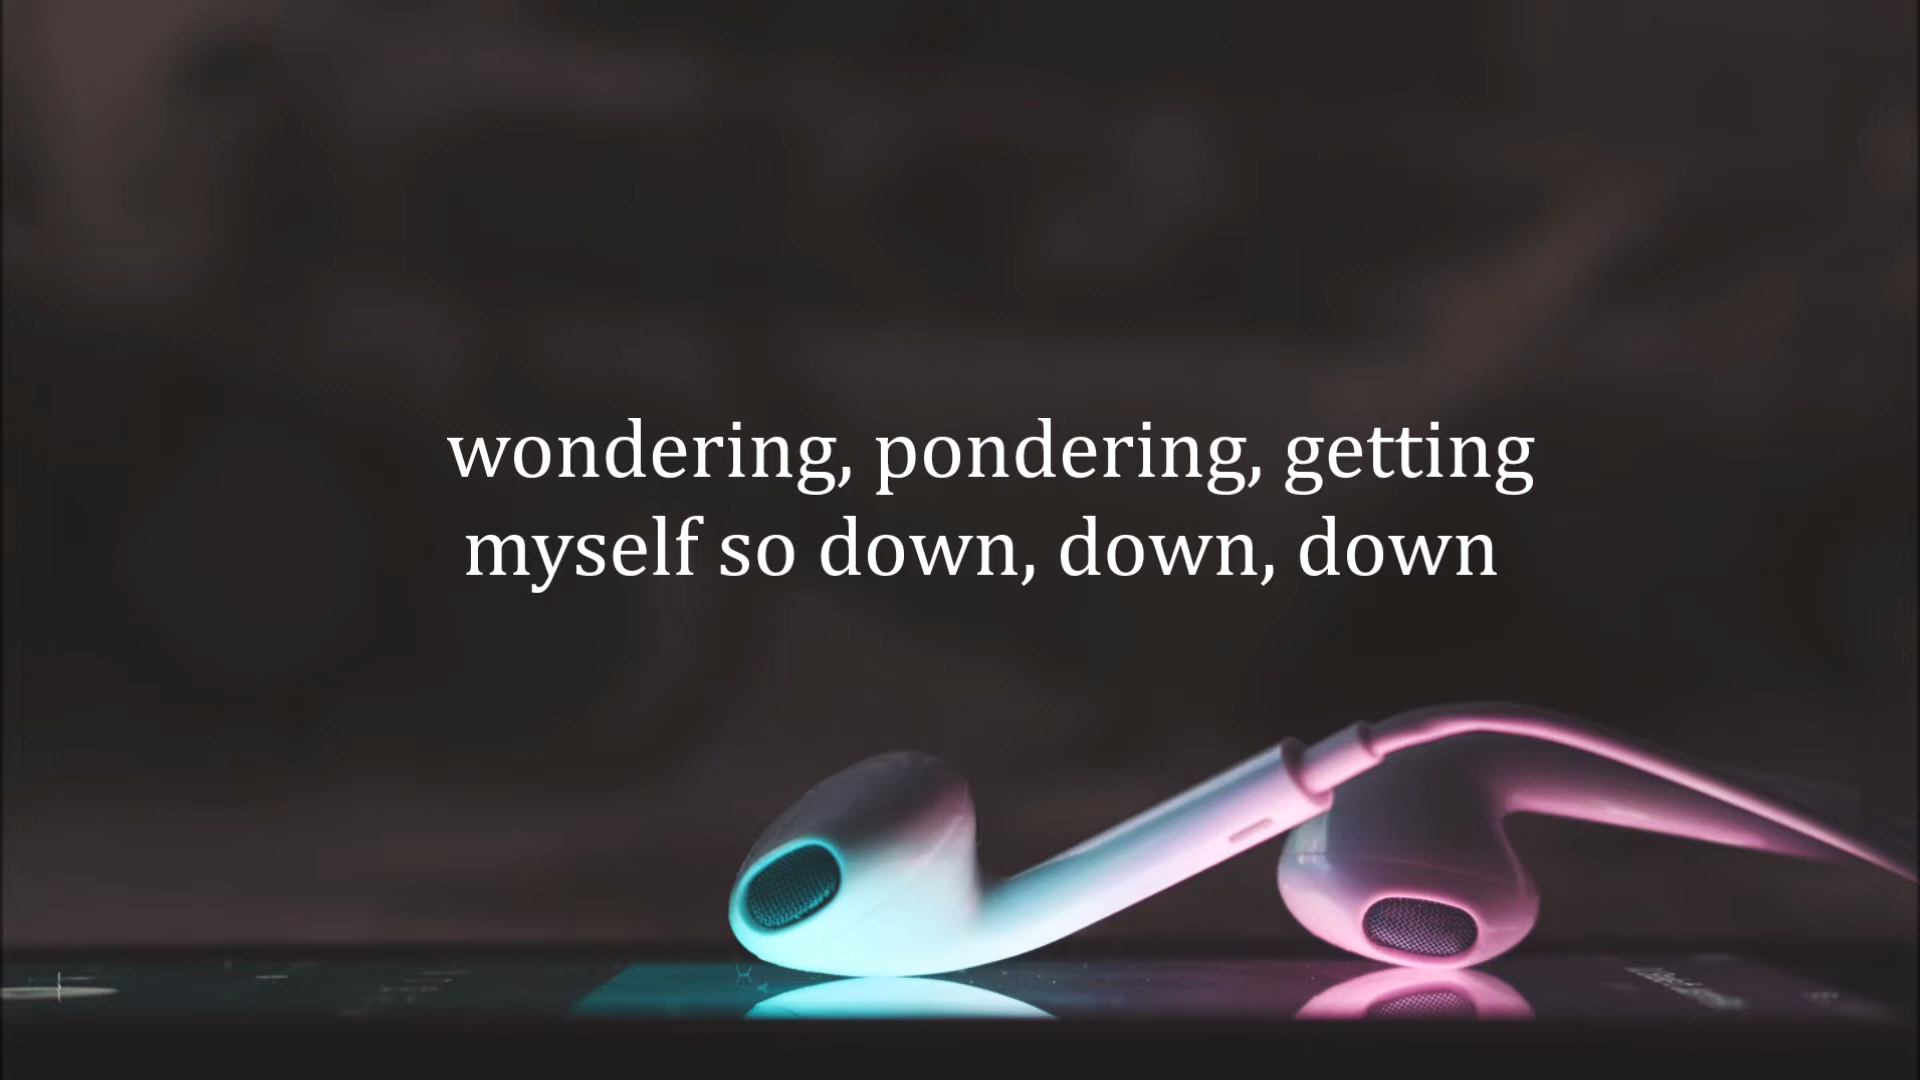 wondering, pondering, getting
myself so down, down, down